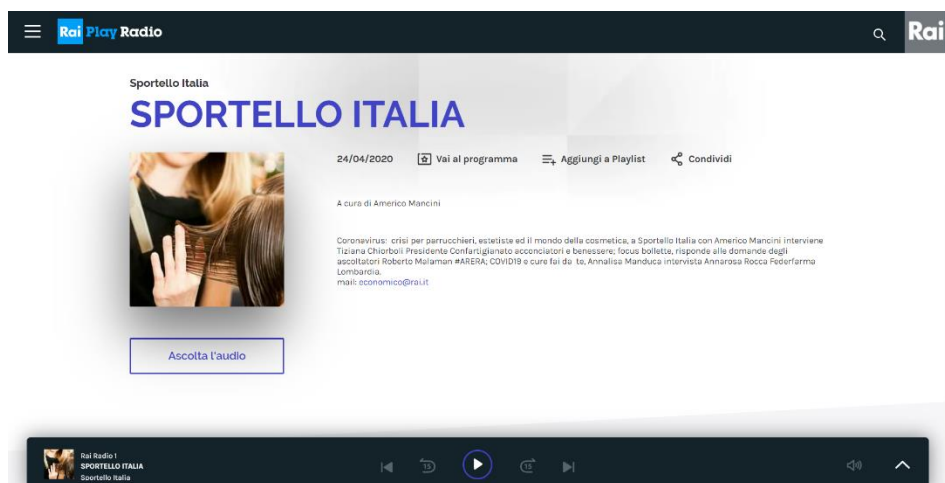 Rai Play Radio
Rai
Sportello Italia
SPORTELLO ITALIA
24/04/2020 Vai al programma Aggiungi a Playlist Condividi
A cura di Americo Mancini
Coronavirus: crisi per parrucchieri, estetiste ed il mondo della cosmetica, a Sportello Italia con Americo Mancini interviene
Tiziana Chiorboli Presidente Confartigianato acconciatori e benessere; focus bollette, risponde alle domande degli
ascoltatori Roberto Malaman #ARERA; COVID19 e cure fai da te, Annalisa Manduca intervista Annarosa Rocca Federfarma
Lombardia.
mail: economico@rai.it
Ascolta l'audio
Rai Radio 1
SPORTELLO ITALIA
Sportello Italia
15 15